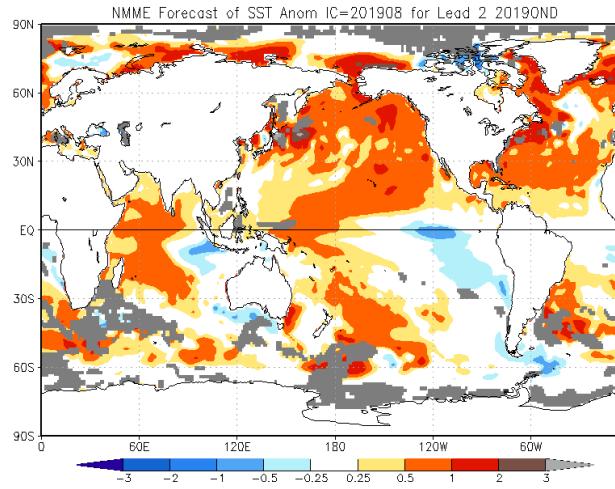 NMME Forecast of SST Anom IC=201908 for Lead 2 2019OND
90N
60N
30N
EQ
30S
60S
90S
0 60E 120E 180 120W 60W
-3 -2 -1 -0.5 -0.25 0.25 0.5 1 2 3